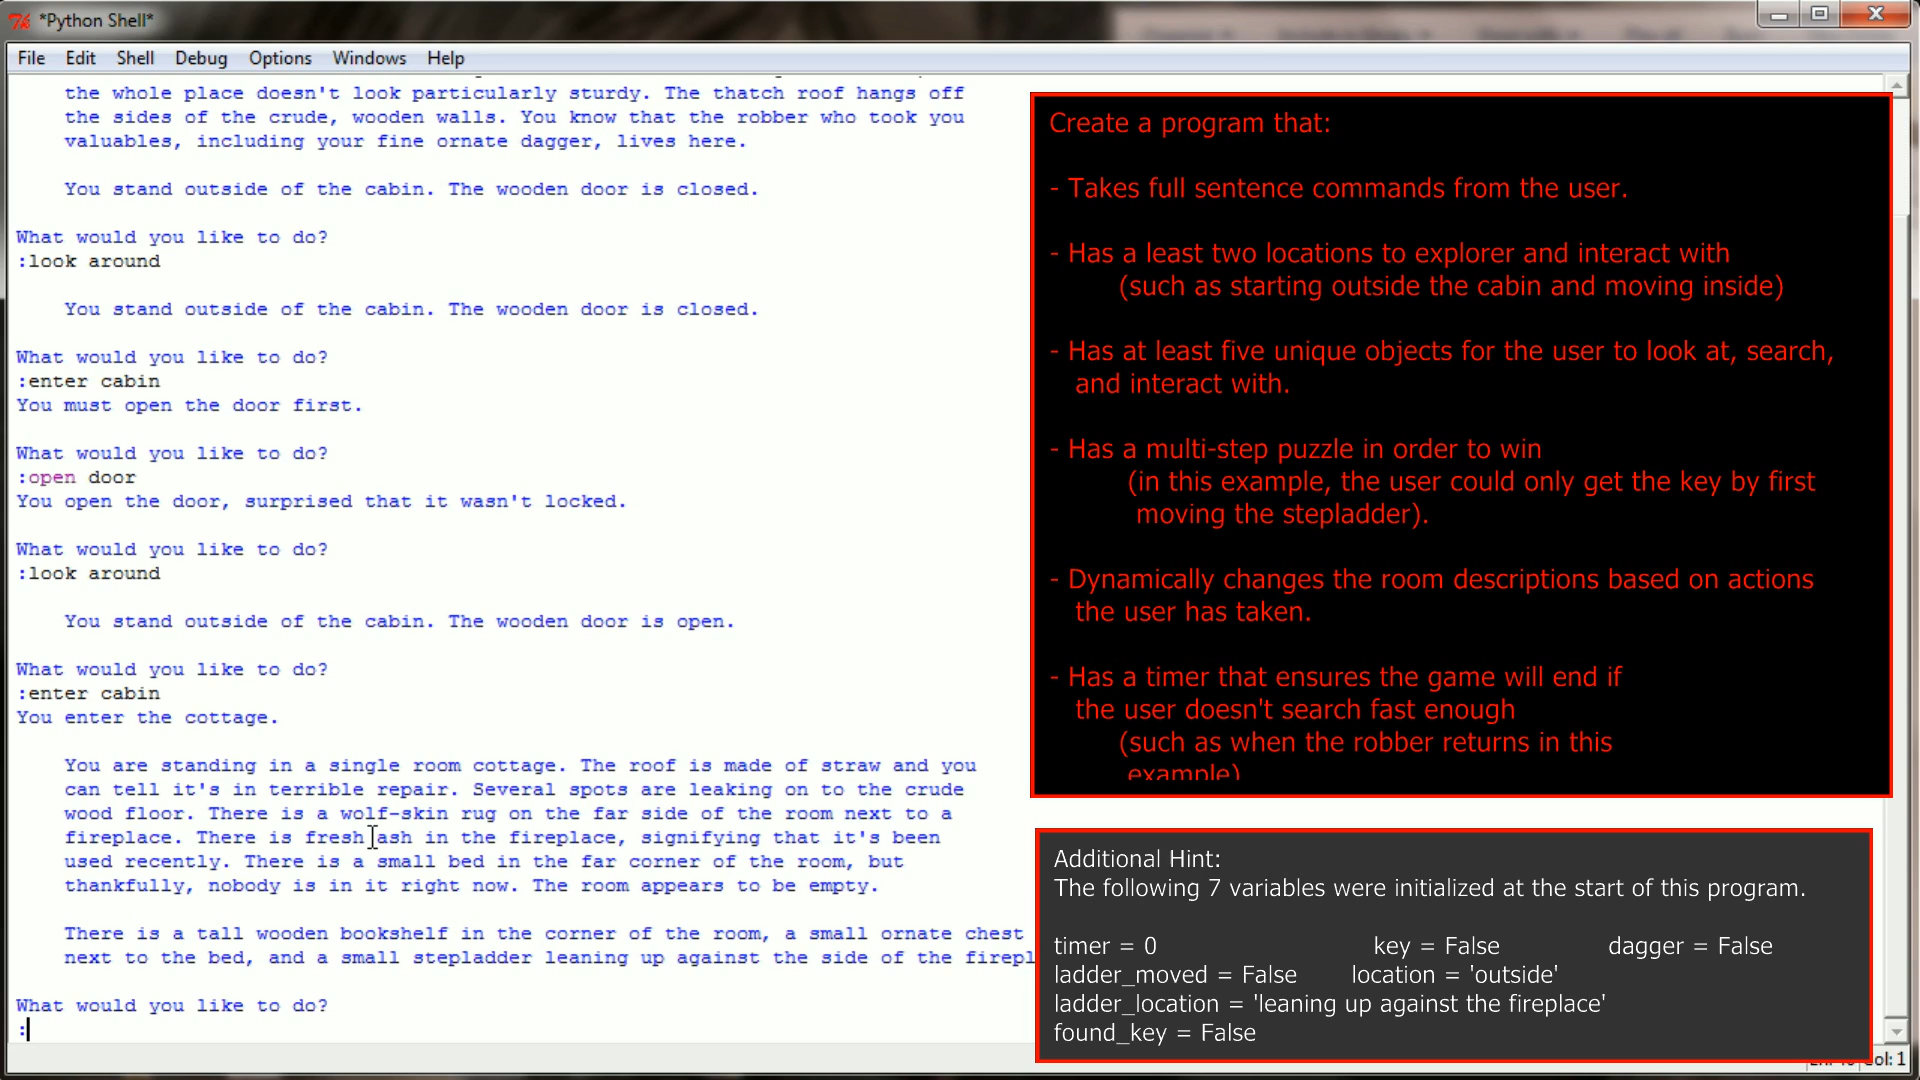 *Python Shell*
File Edit Shell Debug Options Windows Help
the whole place doesn't look particularly sturdy. The thatch roof hangs off
the sides of the crude, wooden walls. You know that the robber who took you
valuables, including your fine ornate dagger, lives here.
You stand outside of the cabin. The wooden door is closed.
What would you like to do?
:look around
You stand outside of the cabin. The wooden door is closed.
What would you like to do?
:enter cabin
You must open the door first.
What would you like to do?
:open door
You open the door, surprised that it wasn't locked.
What would you like to do?
:look around
You stand outside of the cabin. The wooden door is open.
What would you like to do?
:enter cabin
You enter the cottage.
You are standing in a single room cottage. The roof is made of straw and you
can tell it's in terrible repair. Several spots are leaking on to the crude
wood floor. There is a wolf-skin rug on the far side of the room next to a
fireplace. There is fresh ash in the fireplace, signifying that it's been
used recently. There is a small bed in the far corner of the room, but
thankfully, nobody is in it right now. The room appears to be empty.
There is a tall wooden bookshelf in the corner of the room, a small ornate chest
next to the bed, and a small stepladder leaning up against the side of the firepl
What would you like to do?
:
Create a program that:
- Takes full sentence commands from the user.
- Has a least two locations to explorer and interact with
(such as starting outside the cabin and moving inside)
- Has at least five unique objects for the user to look at, search,
and interact with.
- Has a multi-step puzzle in order to win
(in this example, the user could only get the key by first
moving the stepladder).
- Dynamically changes the room descriptions based on actions
the user has taken.
- Has a timer that ensures the game will end if
the user doesn't search fast enough
(such as when the robber returns in this
example)
Additional Hint:
The following 7 variables were initialized at the start of this program.
timer = 0 key = False dagger = False
ladder_moved = False location = 'outside'
ladder_location = 'leaning up against the fireplace'
found_key = False
Col: 1